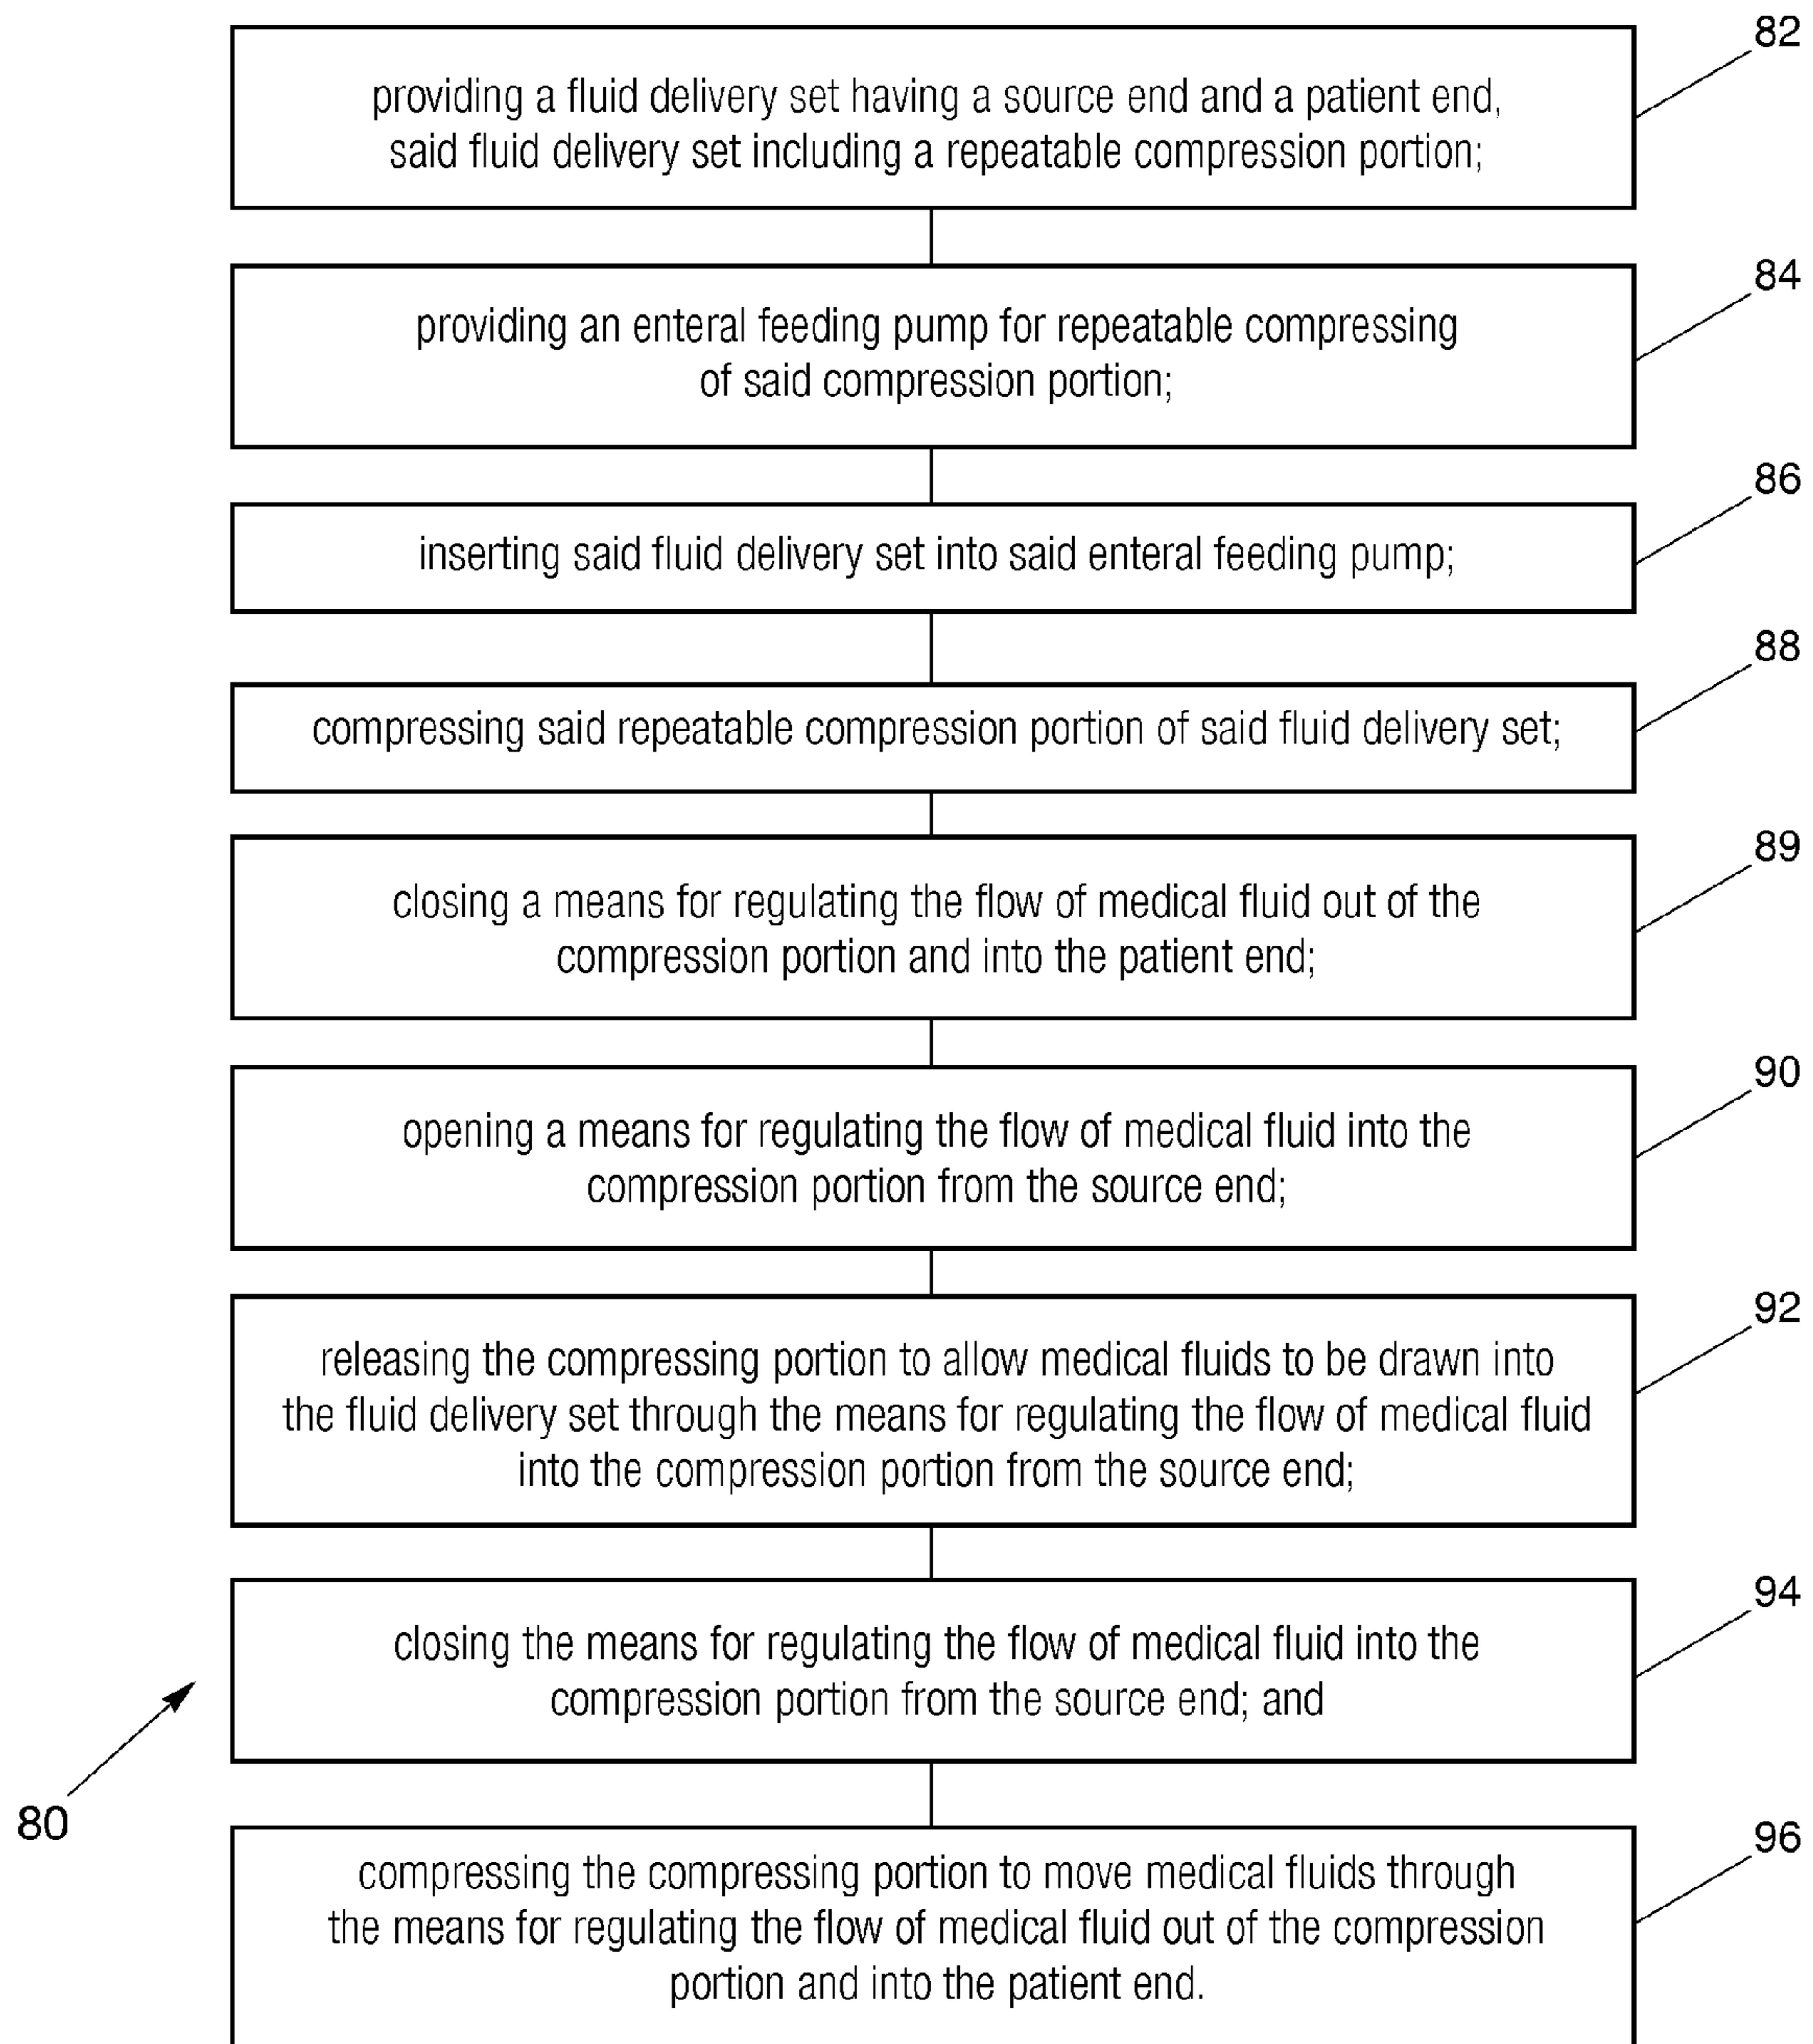 82
providing a fluid delivery set having a source end and a patient end,
said fluid delivery set including a repeatable compression portion;
84
providing an enteral feeding pump for repeatable compressing
of said compression portion;
86
inserting said fluid delivery set into said enteral feeding pump;
88
compressing said repeatable compression portion of said fluid delivery set;
89
closing a means for regulating the flow of medical fluid out of the
compression portion and into the patient end;
90
opening a means for regulating the flow of medical fluid into the
compression portion from the source end;
92
releasing the compressing portion to allow medical fluids to be drawn into
the fluid delivery set through the means for regulating the flow of medical fluid
into the compression portion from the source end;
94
closing the means for regulating the flow of medical fluid into the
compression portion from the source end; and
80
96
compressing the compressing portion to move medical fluids through
the means for regulating the flow of medical fluid out of the compression
portion and into the patient end.